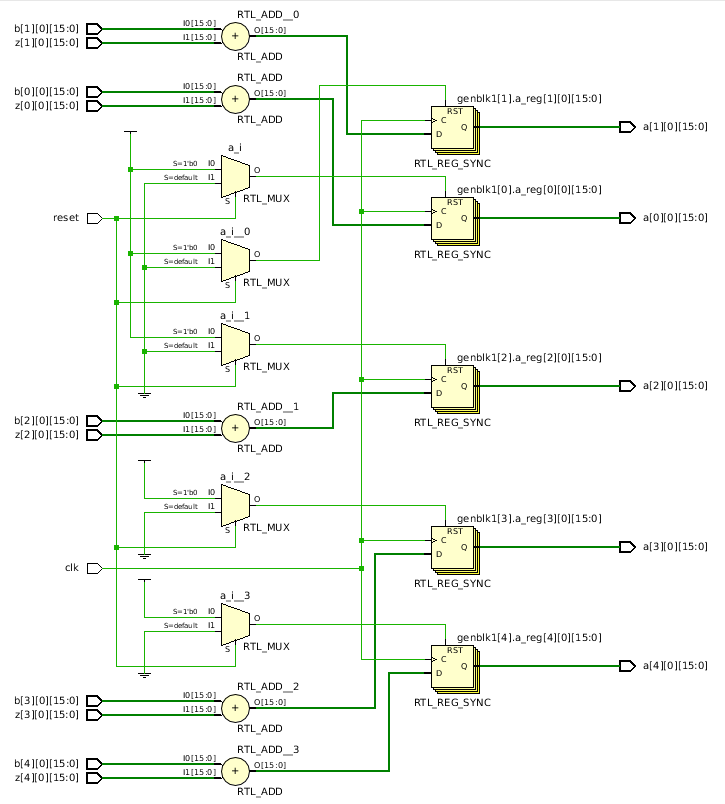 RTL_ADD__0
b[1][0][15:0]
I0[15:0]
O[15:0]
+
z[1][0][15:0]
I1[15:0]
RTL_ADD
RTL_ADD
b[0][0][15:0]
I0[15:0]
O[15:0]
+
z[0][0][15:0]
I1[15:0]
RTL_ADD
genblk1[1].a_reg[1][0][15:0]
RST
C
Q
D
a[1][0][15:0]
RTL_REG_SYNC
a_i
S=1'b0 I0
O
S=default I1
S
RTL_MUX
genblk1[0].a_reg[0][0][15:0]
RST
C
Q
D
a[0][0][15:0]
RTL_REG_SYNC
reset
a_i__0
S=1'b0 I0
O
S=default I1
S
RTL_MUX
a_i__1
S=1'b0 I0
O
S=default I1
S
RTL_MUX
genblk1[2].a_reg[2][0][15:0]
RST
C
Q
D
a[2][0][15:0]
RTL_REG_SYNC
RTL_ADD__1
b[2][0][15:0]
I0[15:0]
O[15:0]
+
z[2][0][15:0]
I1[15:0]
RTL_ADD
a_i__2
S=1'b0 I0
O
S=default I1
S
RTL_MUX
genblk1[3].a_reg[3][0][15:0]
RST
C
Q
D
a[3][0][15:0]
RTL_REG_SYNC
clk
a_i__3
S=1'b0 I0
O
S=default I1
S
RTL_MUX
genblk1[4].a_reg[4][0][15:0]
RST
C
Q
D
a[4][0][15:0]
RTL_REG_SYNC
RTL_ADD__2
b[3][0][15:0]
I0[15:0]
O[15:0]
+
z[3][0][15:0]
I1[15:0]
RTL_ADD
RTL_ADD__3
b[4][0][15:0]
I0[15:0]
O[15:0]
+
z[4][0][15:0]
I1[15:0]
RTL_ADD